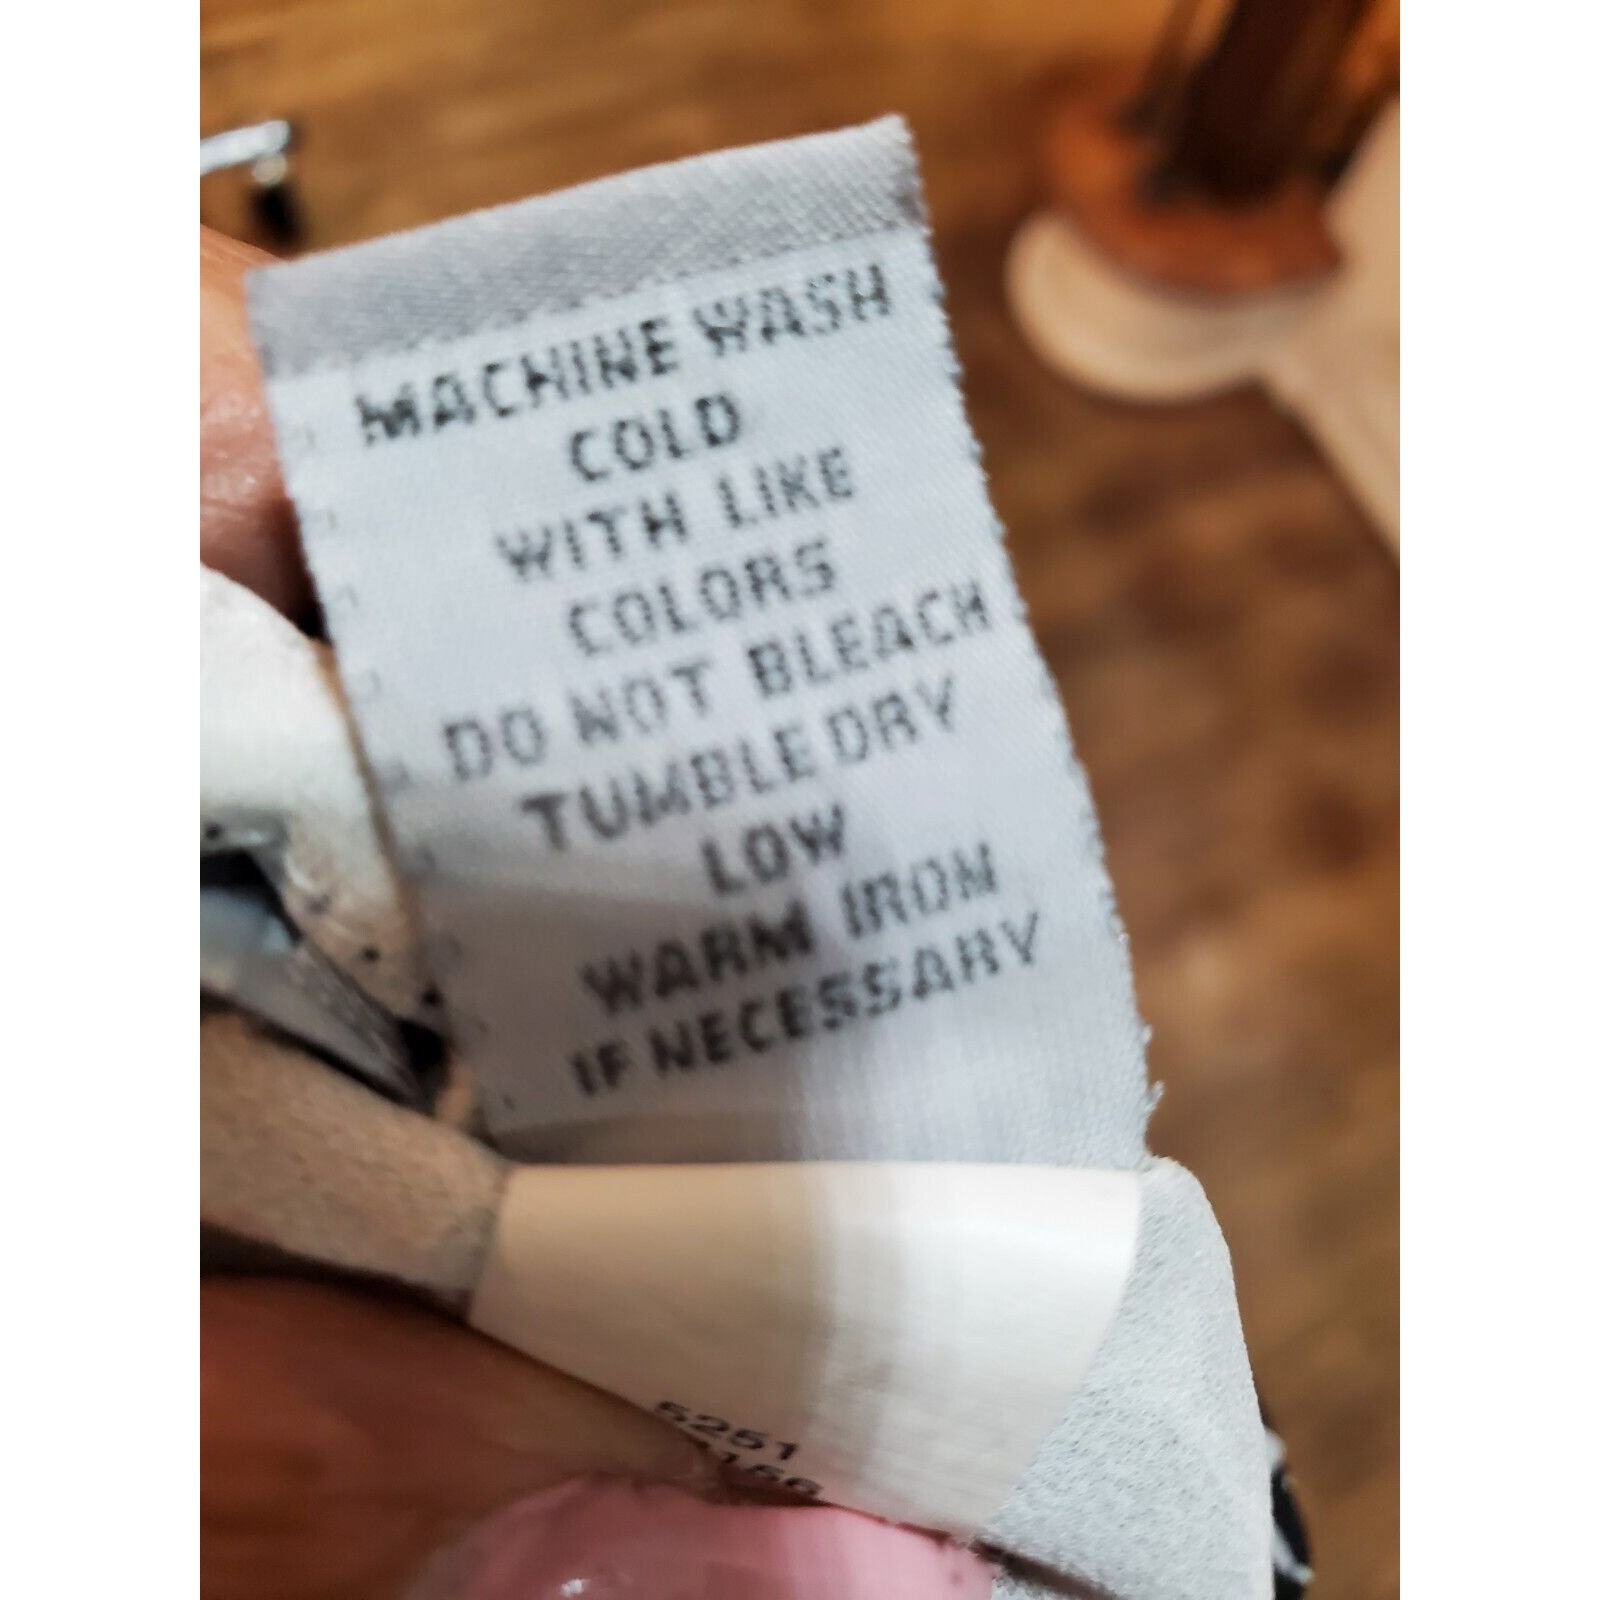 MACHINE WASH
COLD
WITH LIKE
COLORS
DO NOT BLEACH
TUMBLE DRY
LOW
WARM IRON
IF NECESSARY
5251